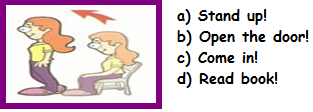 a) Stand up!
b) Open the door!
c) Come in!
d) Read book!